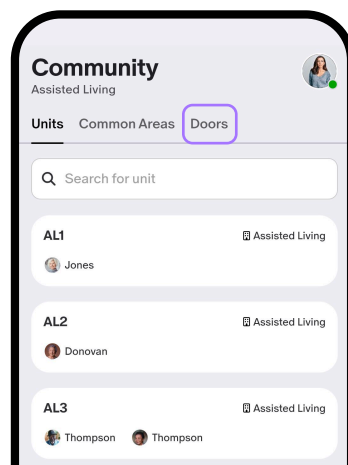 Community
Assisted Living
Units Common Areas Doors
Search for unit
AL1 Assisted Living
Jones
AL2 Assisted Living
Donovan
AL3 Assisted Living
Thompson Thompson